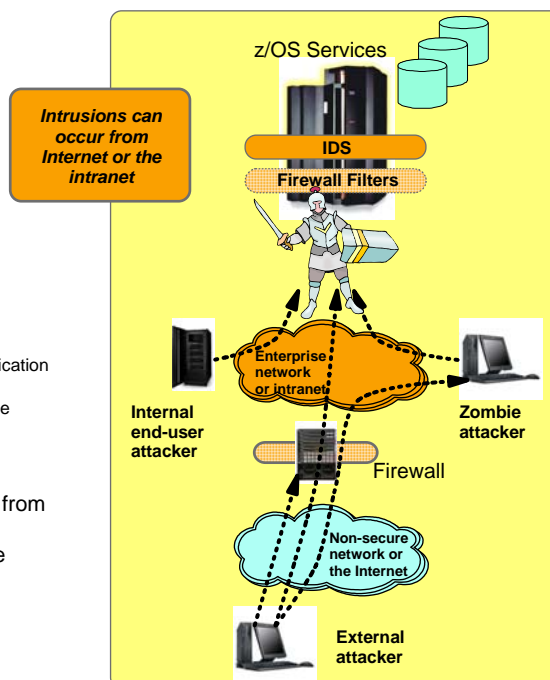 z/OS Services
Intrusions can
occur from
Internet or the
intranet
IDS
Firewall Filters
ication
e
from
e
Enterprise
network
or intranet
Internal
end-user
attacker
Zombie
attacker
Firewall
Non-secure
network or
the Internet
External
attacker